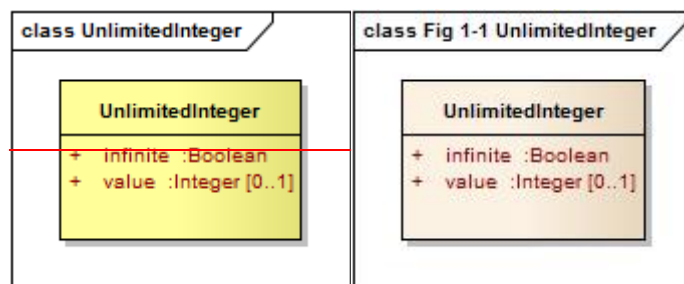 class UnlimitedInteger
UnlimitedInteger
+ infinite :Boolean
+ value :Integer [0..1]
class Fig 1-1 UnlimitedInteger
UnlimitedInteger
+ infinite :Boolean
+ value :Integer [0..1]